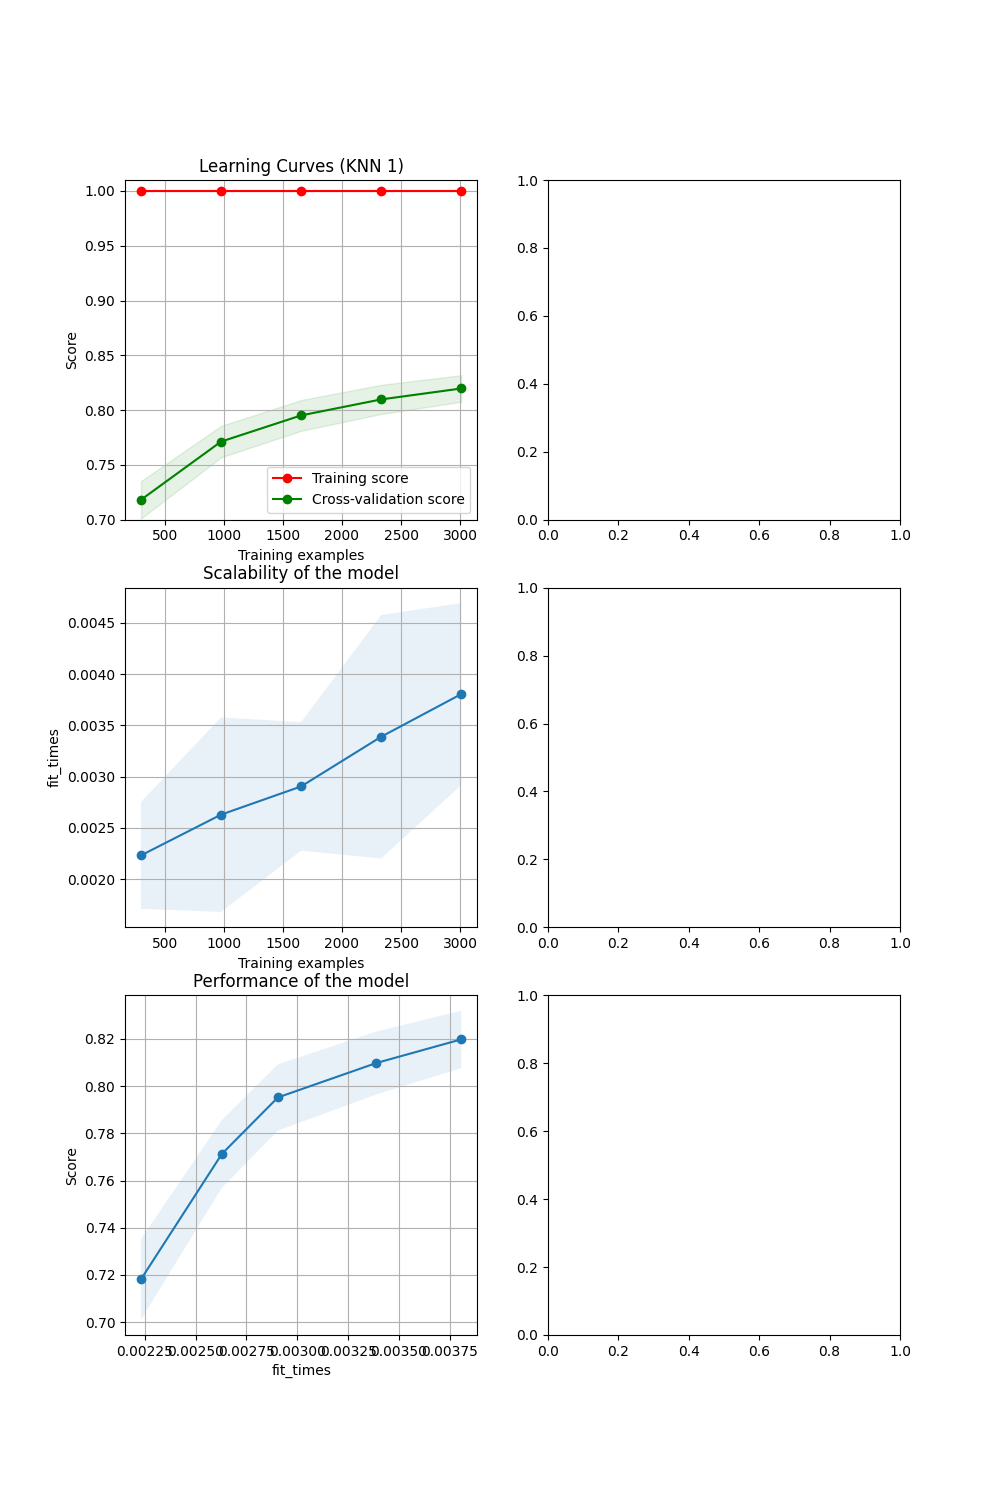 Learning Curves (KNN 1)
1.00
0.95
0.90
0.85
0.80
0.75
0.70
Score
Training score
Cross-validation score
500 1000 1500 2000 2500 3000
Training examples
1.0
0.8
0.6
0.4
0.2
0.0
0.0 0.2 0.4 0.6 0.8 1.0
Scalability of the model
0.0045
0.0040
0.0035
0.0030
0.0025
0.0020
fit_times
500 1000 1500 2000 2500 3000
Training examples
1.0
0.8
0.6
0.4
0.2
0.0
0.0 0.2 0.4 0.6 0.8 1.0
Performance of the model
0.82
0.80
0.78
0.76
0.74
0.72
0.70
Score
0.00225 0.00250 0.00275 0.00300 0.00325 0.00350 0.00375
fit_times
1.0
0.8
0.6
0.4
0.2
0.0
0.0 0.2 0.4 0.6 0.8 1.0